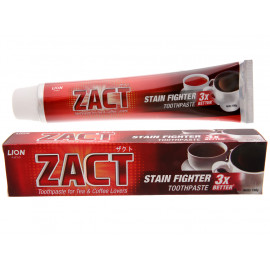 LION
ZACT
STAIN FIGHTER
TOOTHPASTE
3x
BETTER
LION
ザクト
ZACT
Toothpaste for Tea & Coffee Lovers
STAIN FIGHTER
TOOTHPASTE
3x
BETTER